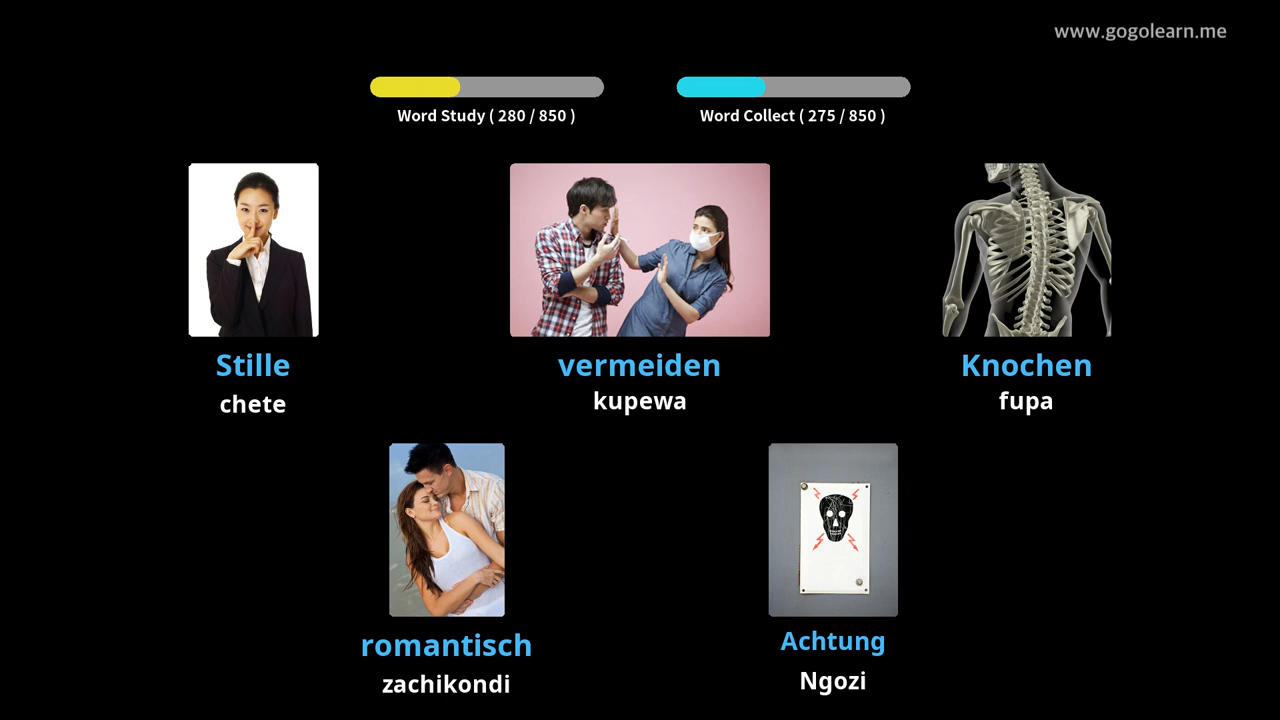 www.gogolearn.me
Word Study ( 280 / 850 )
Word Collect ( 275 / 850 )
Stille
chete
vermeiden
kupewa
Knochen
fupa
romantisch
zachikondi
Achtung
Ngozi